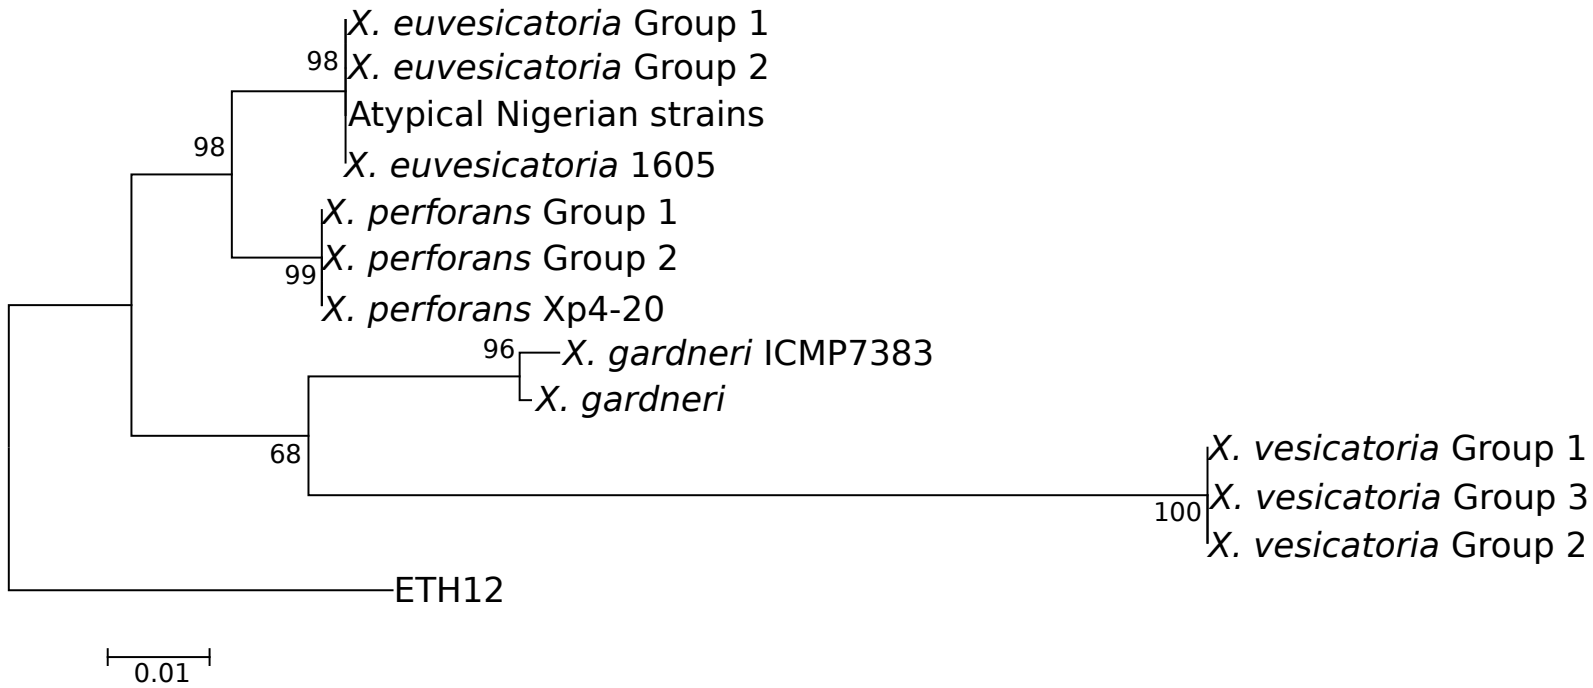 X. euvesicatoria Group 1
98
X. euvesicatoria Group 2
Atypical Nigerian strains
98
X. euvesicatoria 1605
X. perforans Group 1
X. perforans Group 2
99
X. perforans Xp4-20
96
X. gardneri ICMP7383
X. gardneri
68
X. vesicatoria Group 1
X. vesicatoria Group 3
100
X. vesicatoria Group 2
ETH12
0.01